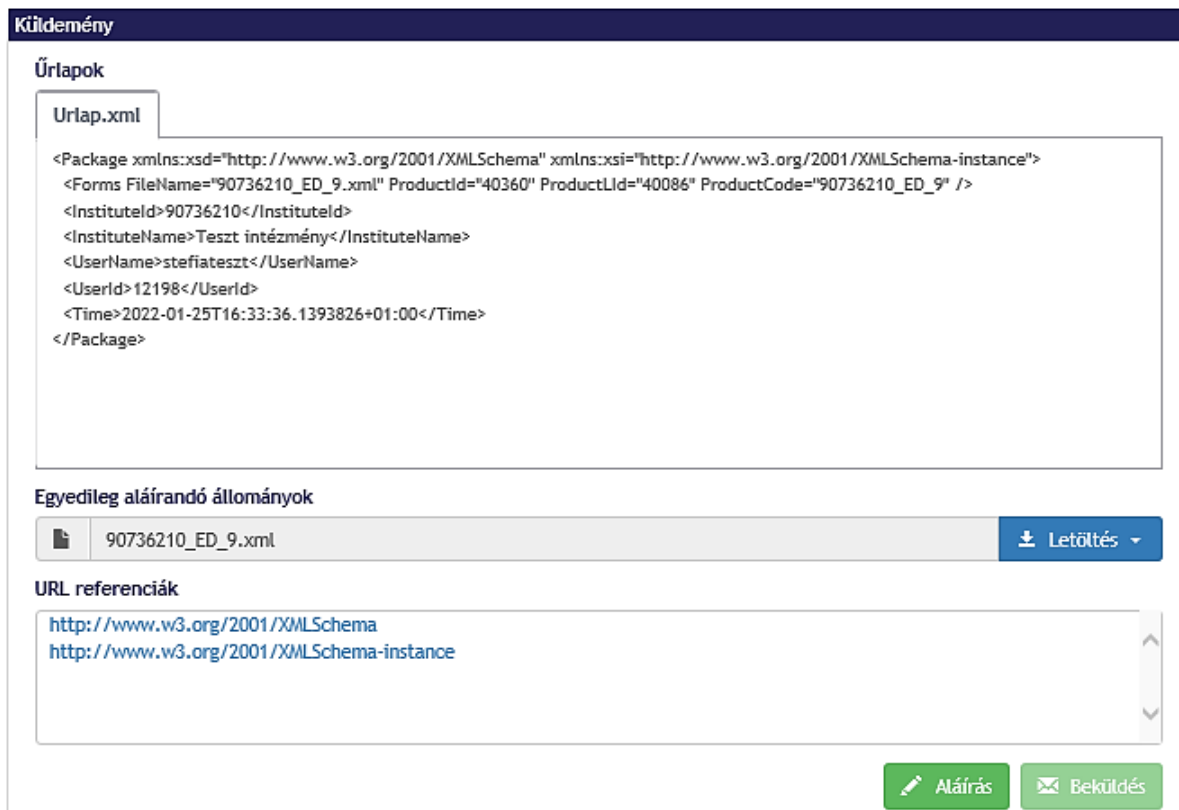 Küldemény
Űrlapok
Urlap.xml
<Package xmlns:xsd="http://www.w3.org/2001/XMLSchema" xmlns:xsi="http://www.w3.org/2001/XMLSchema-instance">
<Forms FileName="90736210_ED_9.xml" ProductId="40360" ProductLId="40086" ProductCode="90736210_ED_9" />
<InstituteId>90736210</InstituteId>
<InstituteName>Teszt intézmény</InstituteName>
<UserName>stefiateszt</UserName>
<UserId>12198</UserId>
<Time>2022-01-25T16:33:36.1393826+01:00</Time>
</Package>
Egyedileg aláírandó állományok
90736210_ED_9.xml Letöltés
URL referenciák
http://www.w3.org/2001/XMLSchema
http://www.w3.org/2001/XMLSchema-instance
Aláírás Beküldés